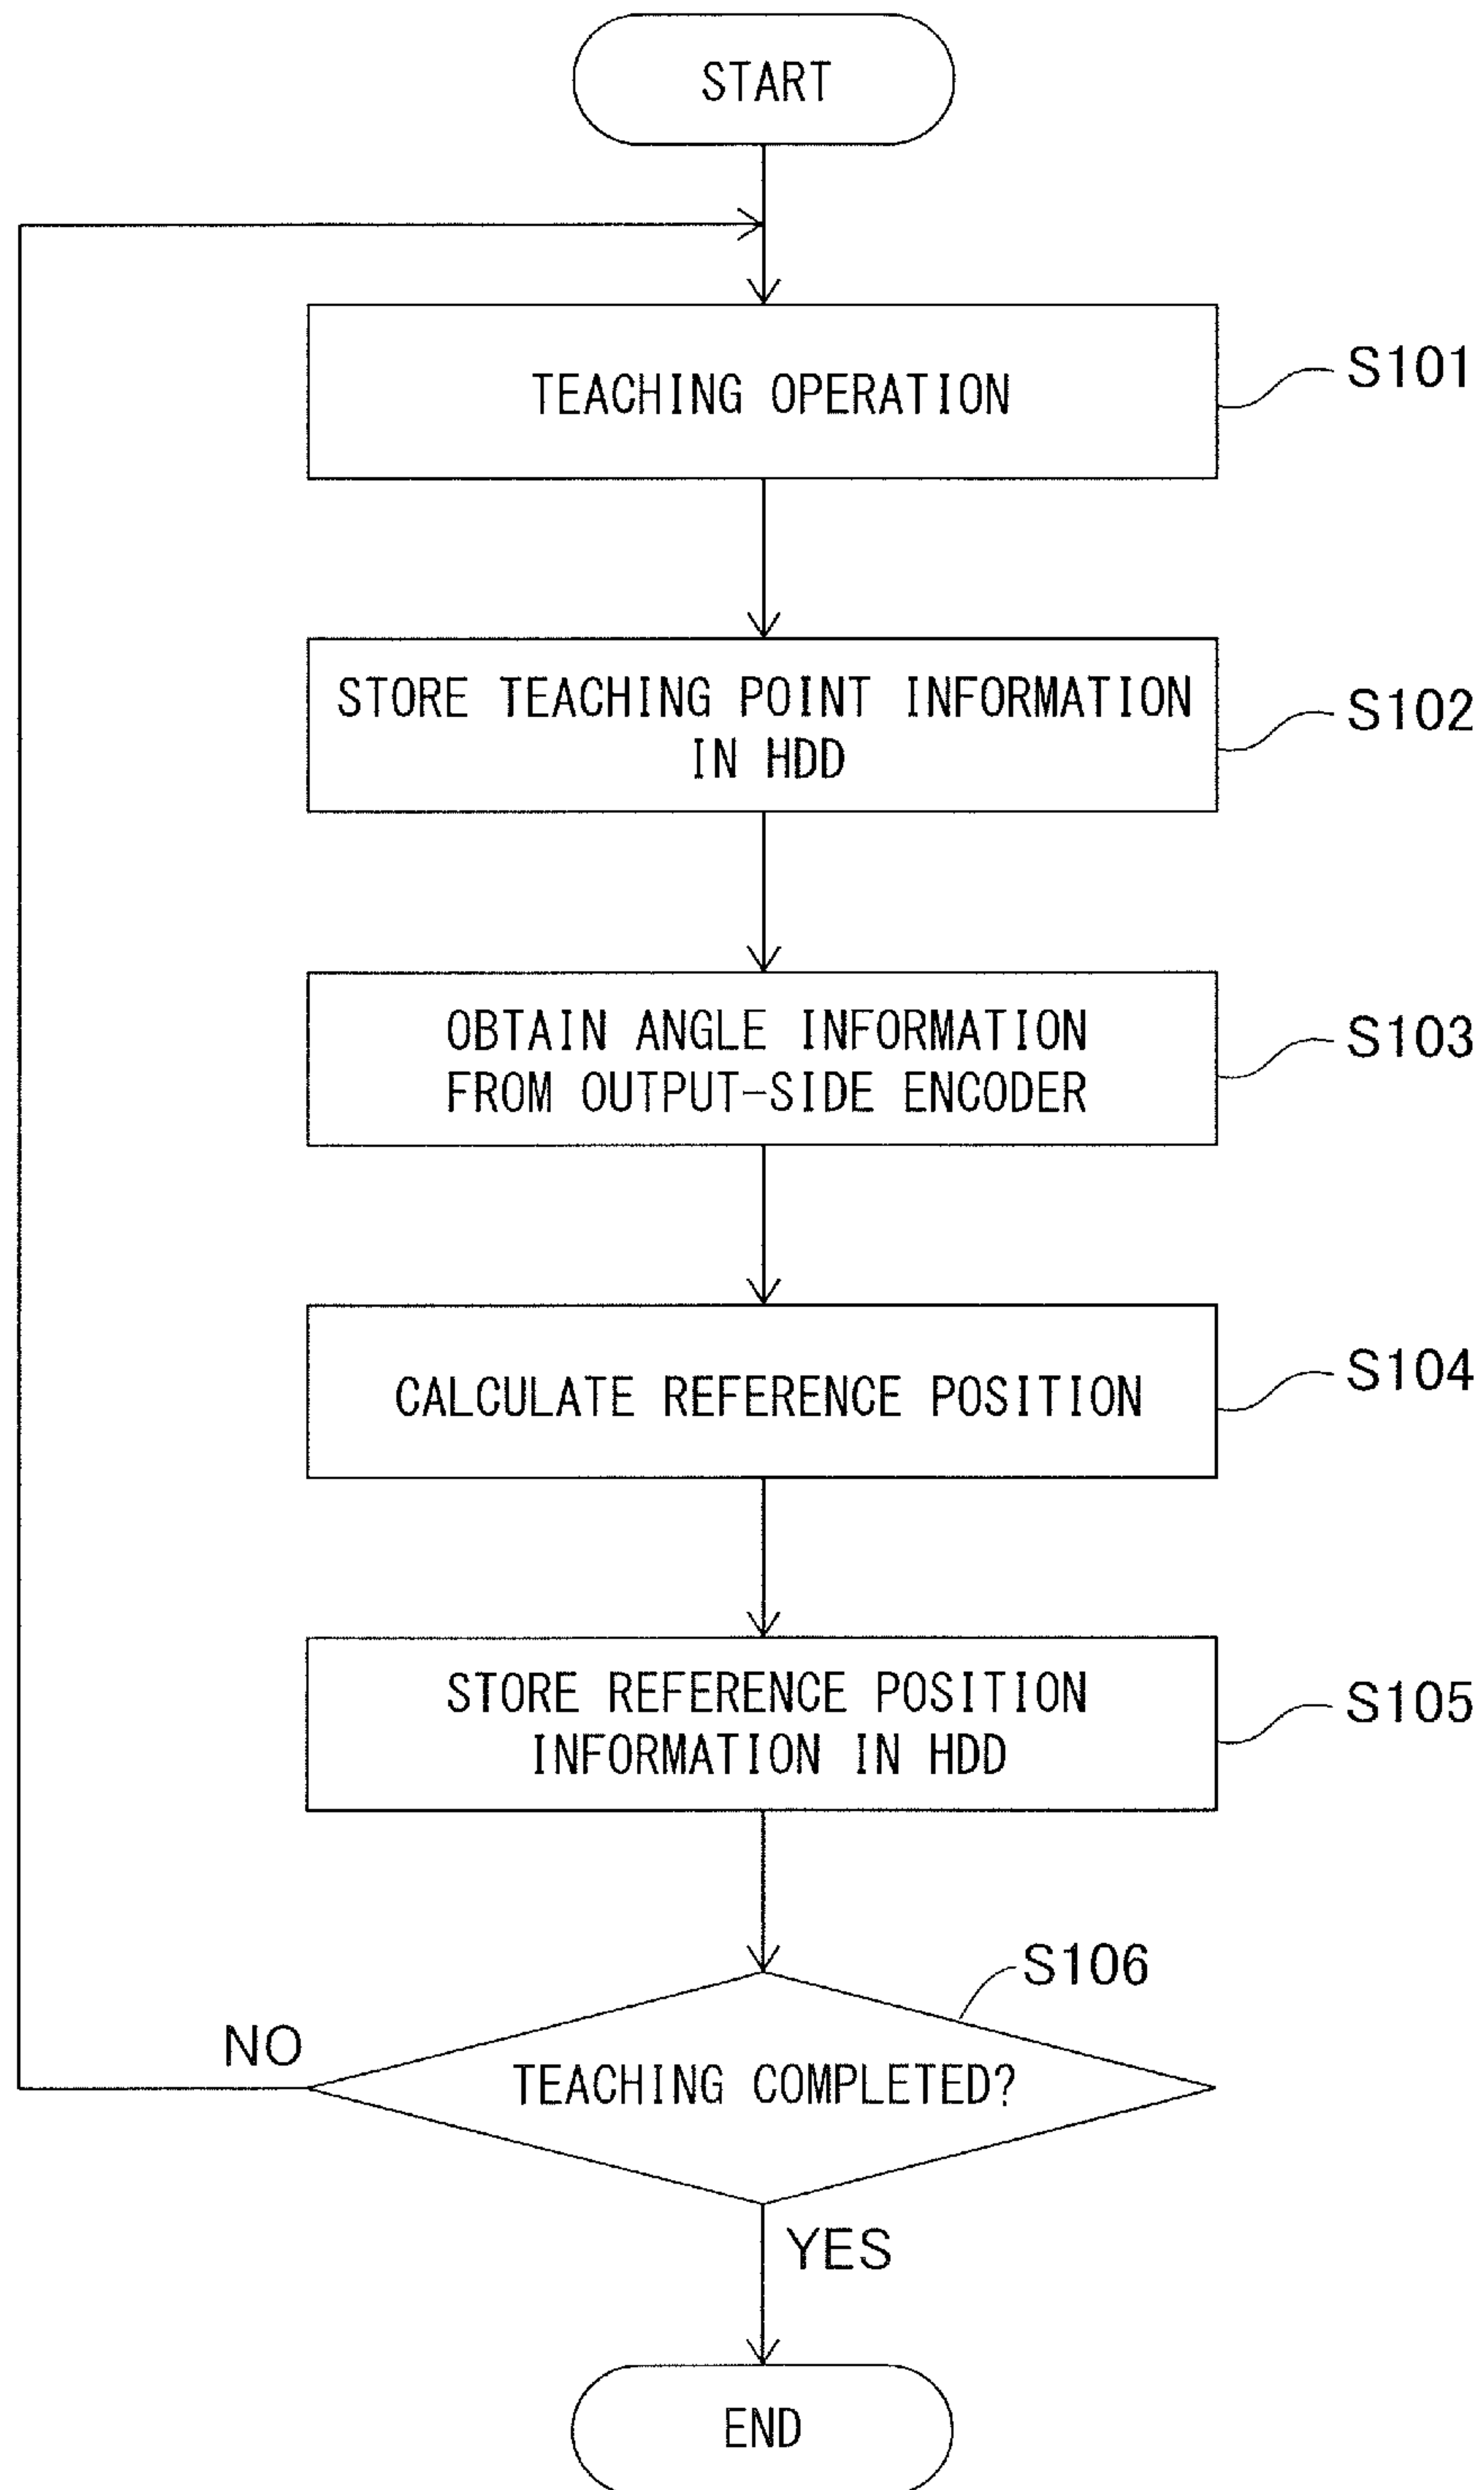 START
TEACHING OPERATION
S101
STORE TEACHING POINT INFORMATION
IN HDD
S102
OBTAIN ANGLE INFORMATION
FROM OUTPUT-SIDE ENCODER
S103
CALCULATE REFERENCE POSITION
S104
STORE REFERENCE POSITION
INFORMATION IN HDD
S105
S106
NO
TEACHING COMPLETED?
YES
END